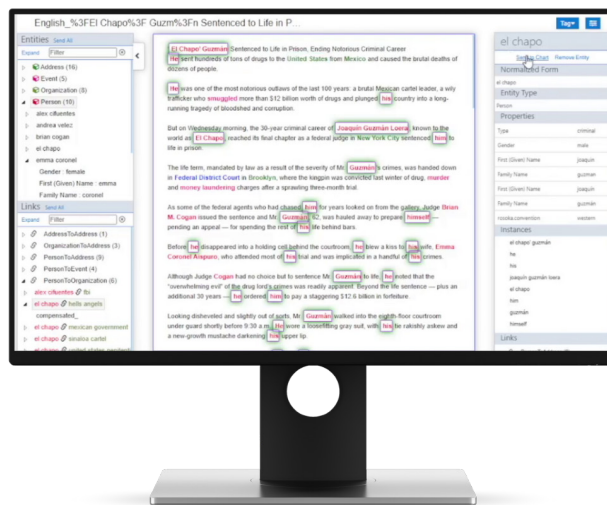 English_%3FEl Chapo%3F Guzm%3Fn Sentenced to Life in P...
Tag
Entities Send All
Expand Filter
Address (16)
Event (5)
Organization (8)
Person (10)
alex cifuentes
andrea velez
brian cogan
el chapo
emma coronel
Gender : female
First (Given) Name : emma
Family Name : coronel
Links Send All
Expand Filter
AddressToAddress (1)
OrganizationToAddress (3)
PersonToAddress (9)
PersonToEvent (4)
PersonToOrganization (6)
alex cifuentes fbi
el chapo hells angels
compensated_
el chapo mexican government
el chapo sinaloa cartel
el chapo
'El Chapo' Guzmán Sentenced to Life in Prison, Ending Notorious Criminal Career
He sent hundreds of tons of drugs to the United States from Mexico and caused the brutal deaths of
dozens of people.
He was one of the most notorious outlaws of the last 100 years: a brutal Mexican cartel leader, a wily
trafficker who smuggled more than $12 billion worth of drugs and plunged his country into a long-
running tragedy of bloodshed and corruption.
But on Wednesday morning, the 30-year criminal career of Joaquín Guzmán Loera, known to the
world as El Chapo, reached its final chapter as a federal judge in New York City sentenced him to
life in prison.
The life term, mandated by law as a result of the severity of Mr. Guzmán's crimes, was handed down
in Federal District Court in Brooklyn, where the kingpin was convicted last winter of drug, murder
and money laundering charges after a sprawling three-month trial.
As some of the federal agents who had chased him for years looked on from the gallery, Judge Brian
M. Cogan issued the sentence and Mr. Guzmán, 62, was hauled away to prepare himself —
pending an appeal — for spending the rest of his life behind bars.
Before he disappeared into a holding cell behind the courtroom, he blew a kiss to his wife, Emma
Coronel Aispuro, who attended most of his trial and was implicated in a handful of his crimes.
Although Judge Cogan had no choice but to sentence Mr. Guzmán to life, he noted that the
"overwhelming evil" of the drug lord's crimes was readily apparent. Beyond the life sentence — plus an
additional 30 years — he ordered him to pay a staggering $12.6 billion in forfeiture.
Looking disheveled and slightly out of sorts, Mr. Guzmán walked into the eighth-floor courtroom
under guard shortly before 9:30 a.m. He wore a loosefitting gray suit, with his tie rakishly askew and
a new-growth mustache darkening his upper lip.
el chapo
Send to Chart Remove Entity
Normalized Form
el chapo
Entity Type
Person
Properties
Type criminal
Gender male
First (Given) Name joaquin
First (Given) Name joaquín
Family Name guzmán
Family Name guzmán
rosoka.convention western
Instances
el chapo' guzmán
he
his
joaquín guzmán loera
el chapo
him
guzmán
himself
Links